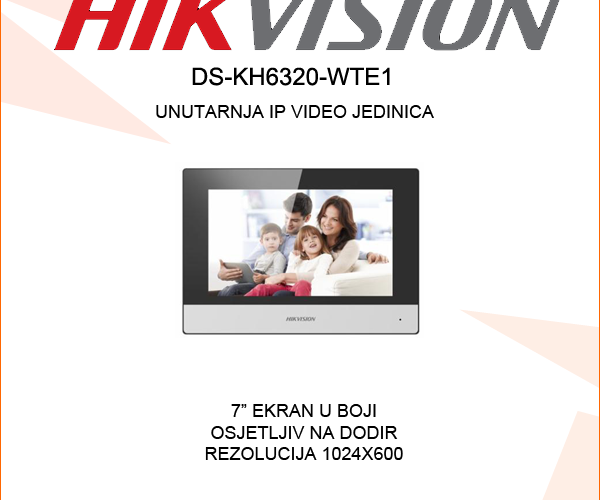 HIKVISION
DS-KH6320-WTE1
UNUTARNJA IP VIDEO JEDINICA
HIKVISION
7” EKRAN U BOJI
OSJETLJIV NA DODIR
REZOLUCIJA 1024X600